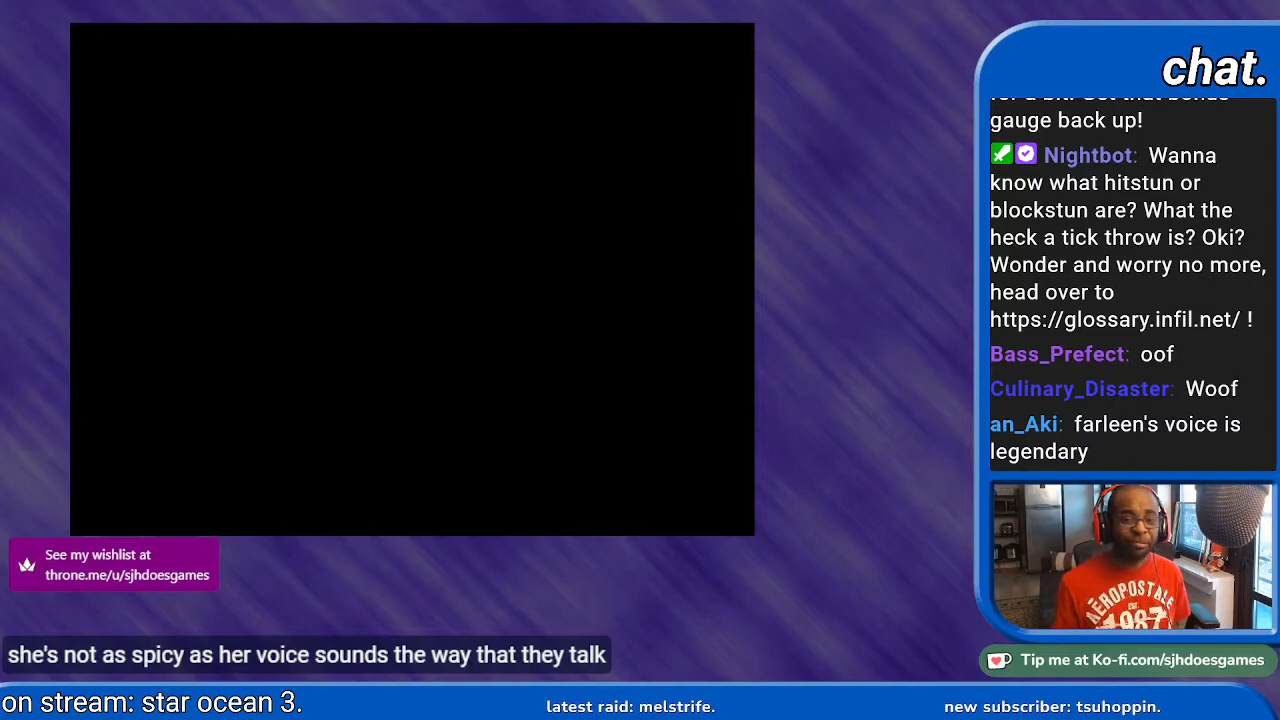 chat.
gauge back up!
Nightbot: Wanna
know what hitstun or
blockstun are? What the
heck a tick throw is? Oki?
Wonder and worry no more,
head over to
https://glossary.infil.net/ !
Bass_Prefect: oof
Culinary_Disaster: Woof
an_Aki: farleen's voice is
legendary
See my wishlist at
throne.me/u/sjhdoesgames
AÉROPOSTALE
1987
she's not as spicy as her voice sounds the way that they talk
Tip me at Ko-fi.com/sjhdoesgames
on stream: star ocean 3.
latest raid: melstrife.
new subscriber: tsuhoppin.